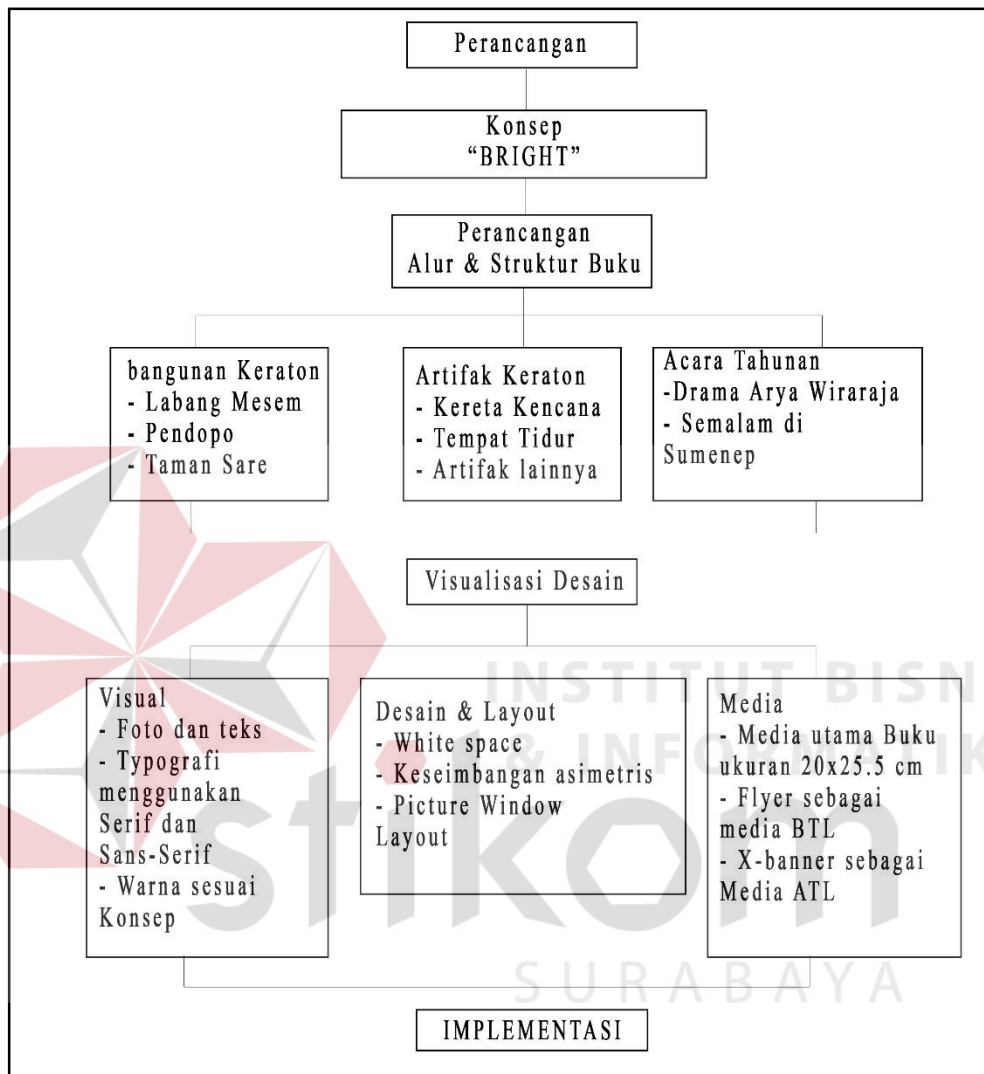 Perancangan
Konsep
“BRIGHT”
Perancangan
Alur & Struktur Buku
bangunan Keraton
- Labang Mesem
- Pendopo
- Taman Sare
Artifak Keraton
- Kereta Kencana
- Tempat Tidur
- Artifak lainnya
Acara Tahunan
-Drama Arya Wiraraja
- Semalam di
Sumenep
Visualisasi Desain
Visual
- Foto dan teks
- Typografi
menggunakan
Serif dan
Sans-Serif
- Warna sesuai
Konsep
Desain & Layout
- White space
- Keseimbangan asimetris
- Picture Window
Layout
Media
- Media utama Buku
ukuran 20x25.5 cm
- Flyer sebagai
media BTL
- X-banner sebagai
Media ATL
IMPLEMENTASI
INSTITUT BISN
& INFORMATIK
stikom
SURABAYA